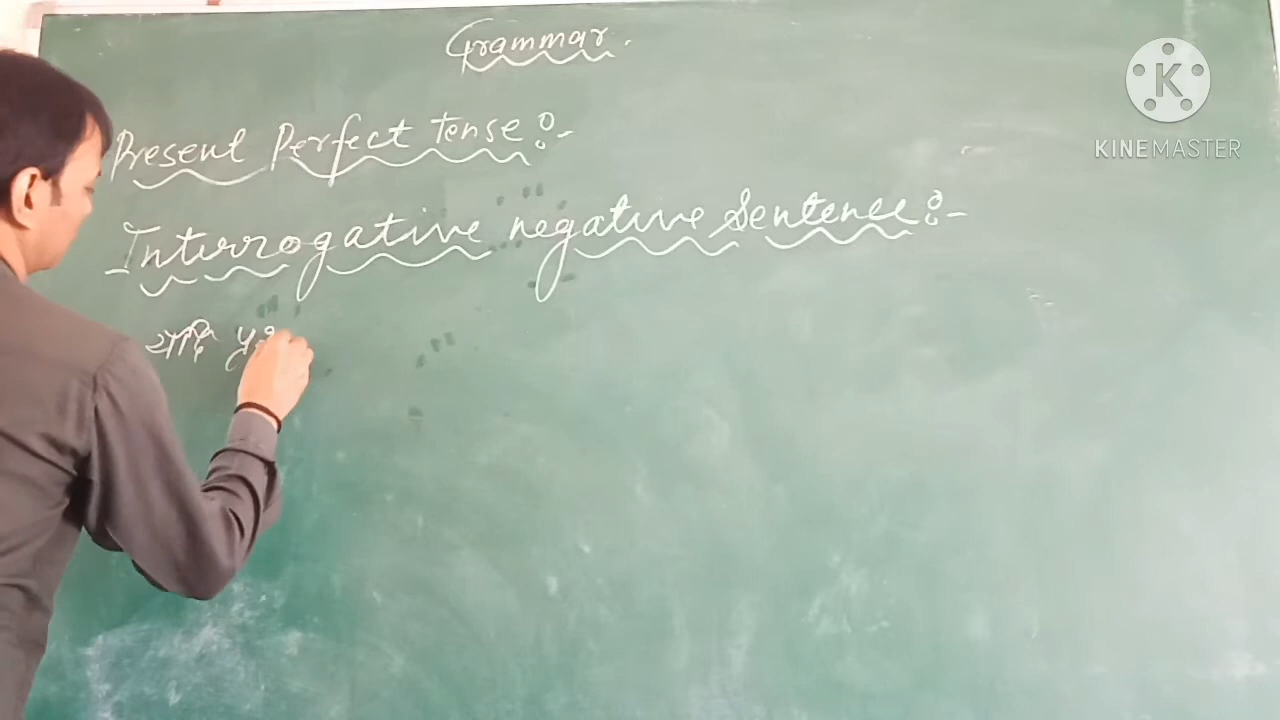 Grammar.
Present Perfect tense :-
Interrogative negative Sentence :-
KINEMASTER